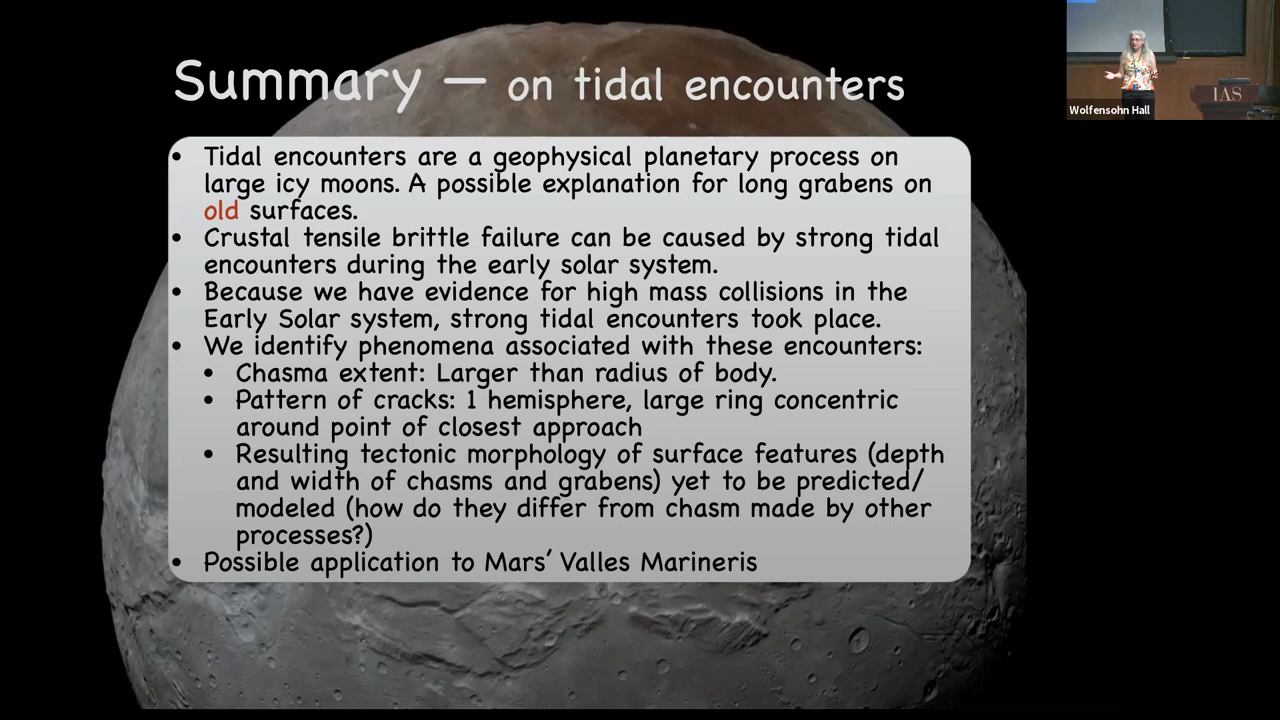 Summary — on tidal encounters
• Tidal encounters are a geophysical planetary process on
large icy moons. A possible explanation for long grabens on
old surfaces.
• Crustal tensile brittle failure can be caused by strong tidal
encounters during the early solar system.
• Because we have evidence for high mass collisions in the
Early Solar system, strong tidal encounters took place.
• We identify phenomena associated with these encounters:
• Chasma extent: Larger than radius of body.
• Pattern of cracks: 1 hemisphere, large ring concentric
around point of closest approach
• Resulting tectonic morphology of surface features (depth
and width of chasms and grabens) yet to be predicted/
modeled (how do they differ from chasm made by other
processes?)
• Possible application to Mars’ Valles Marineris
IAS
Wolfensohn Hall